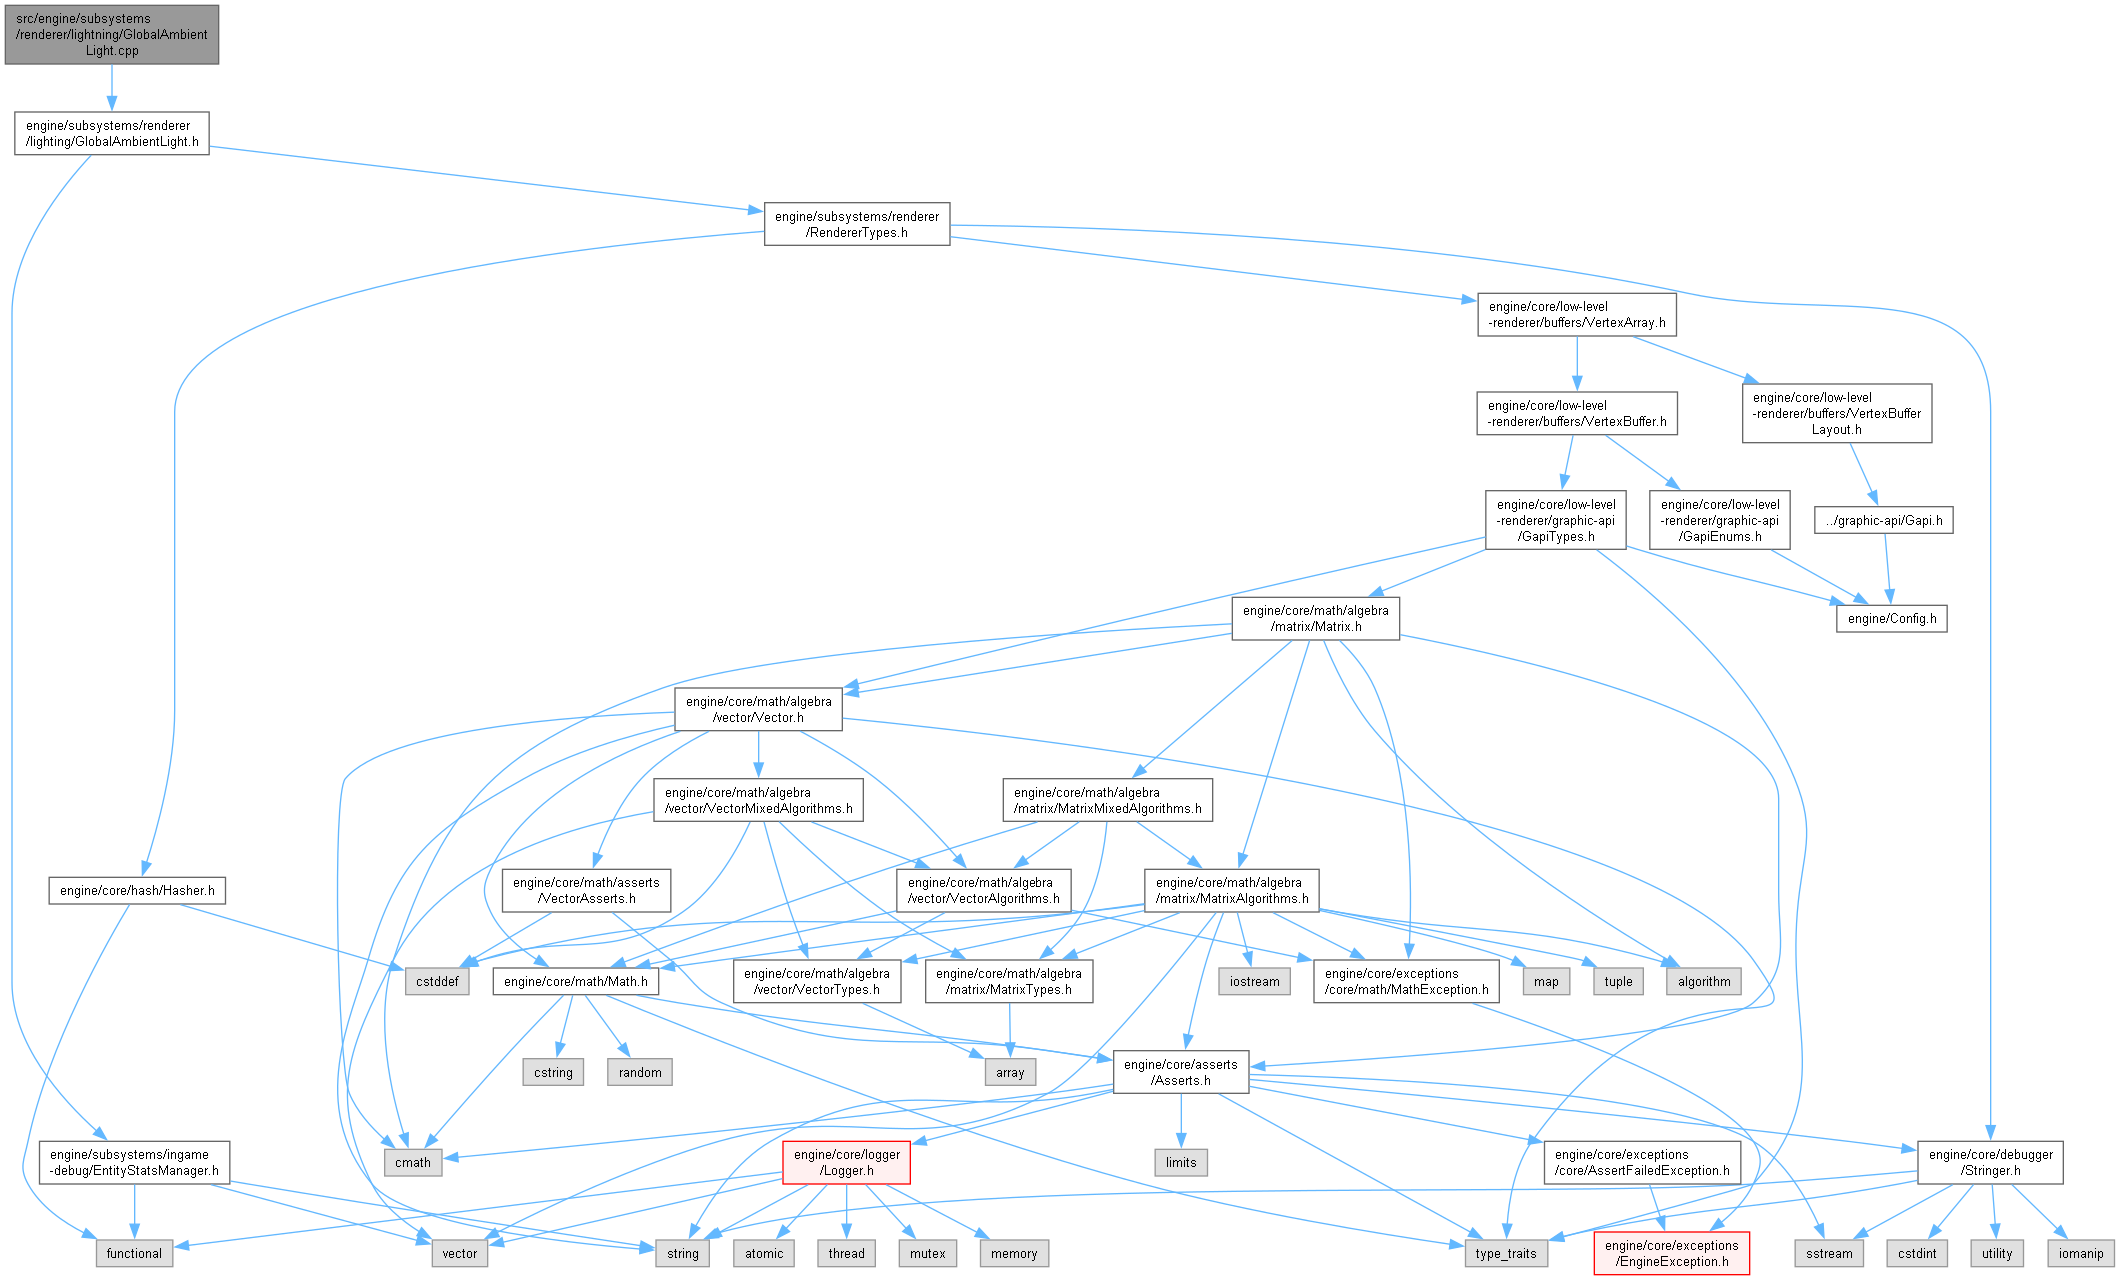 src/engine/subsystems
/renderer/lightning/GlobalAmbient
Light.cpp
engine/subsystems/renderer
/lighting/GlobalAmbientLight.h
engine/subsystems/renderer
/RendererTypes.h
engine/core/low-level
-renderer/buffers/VertexArray.h
engine/core/low-level
-renderer/buffers/VertexBuffer.h
engine/core/low-level
-renderer/buffers/VertexBuffer
Layout.h
engine/core/low-level
-renderer/graphic-api
/GapiTypes.h
engine/core/low-level
-renderer/graphic-api
/GapiEnums.h
../graphic-api/Gapi.h
engine/core/math/algebra
/matrix/Matrix.h
engine/Config.h
engine/core/math/algebra
/vector/Vector.h
engine/core/math/algebra
/vector/VectorMixedAlgorithms.h
engine/core/math/algebra
/matrix/MatrixMixedAlgorithms.h
engine/core/hash/Hasher.h
engine/core/math/asserts
/VectorAsserts.h
engine/core/math/algebra
/vector/VectorAlgorithms.h
engine/core/math/algebra
/matrix/MatrixAlgorithms.h
cstddef
engine/core/math/Math.h
engine/core/math/algebra
/vector/VectorTypes.h
engine/core/math/algebra
/matrix/MatrixTypes.h
iostream
engine/core/exceptions
/core/math/MathException.h
map
tuple
algorithm
cstring
random
array
engine/core/asserts
/Asserts.h
engine/subsystems/ingame
-debug/EntityStatsManager.h
cmath
engine/core/logger
/Logger.h
limits
engine/core/exceptions
/core/AssertFailedException.h
engine/core/debugger
/Stringer.h
functional
vector
string
atomic
thread
mutex
memory
type_traits
engine/core/exceptions
/EngineException.h
sstream
cstdint
utility
iomanip